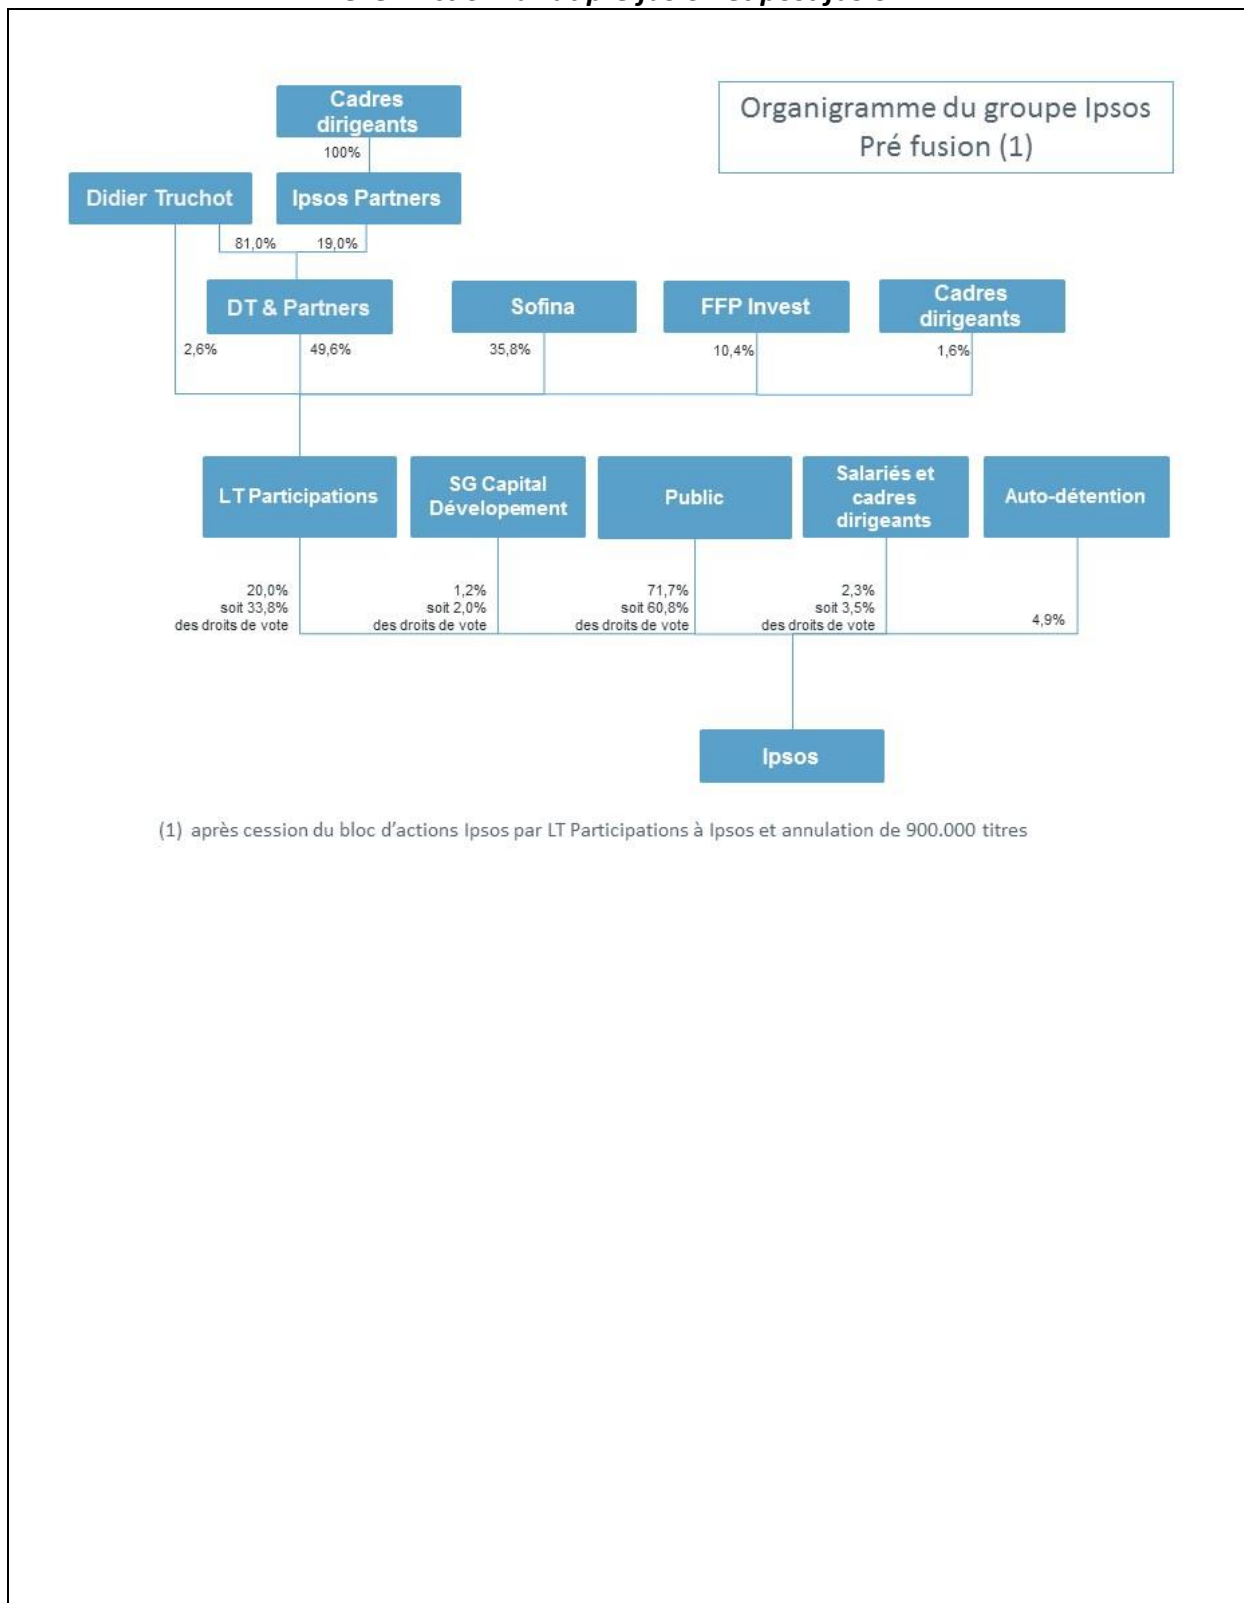 Organigramme du groupe Ipsos
Pré fusion (1)
Cadres
dirigeants
100%
Didier Truchot
Ipsos Partners
81,0%
19,0%
DT & Partners
Sofina
FFP Invest
Cadres
dirigeants
2,6%
49,6%
35,8%
10,4%
1,6%
LT Participations
SG Capital
Dévelopement
Public
Salariés et
cadres
dirigeants
Auto-détention
20,0%
soit 33,8%
des droits de vote
1,2%
soit 2,0%
des droits de vote
71,7%
soit 60,8%
des droits de vote
2,3%
soit 3,5%
des droits de vote
4,9%
Ipsos
(1) après cession du bloc d’actions Ipsos par LT Participations à Ipsos et annulation de 900.000 titres